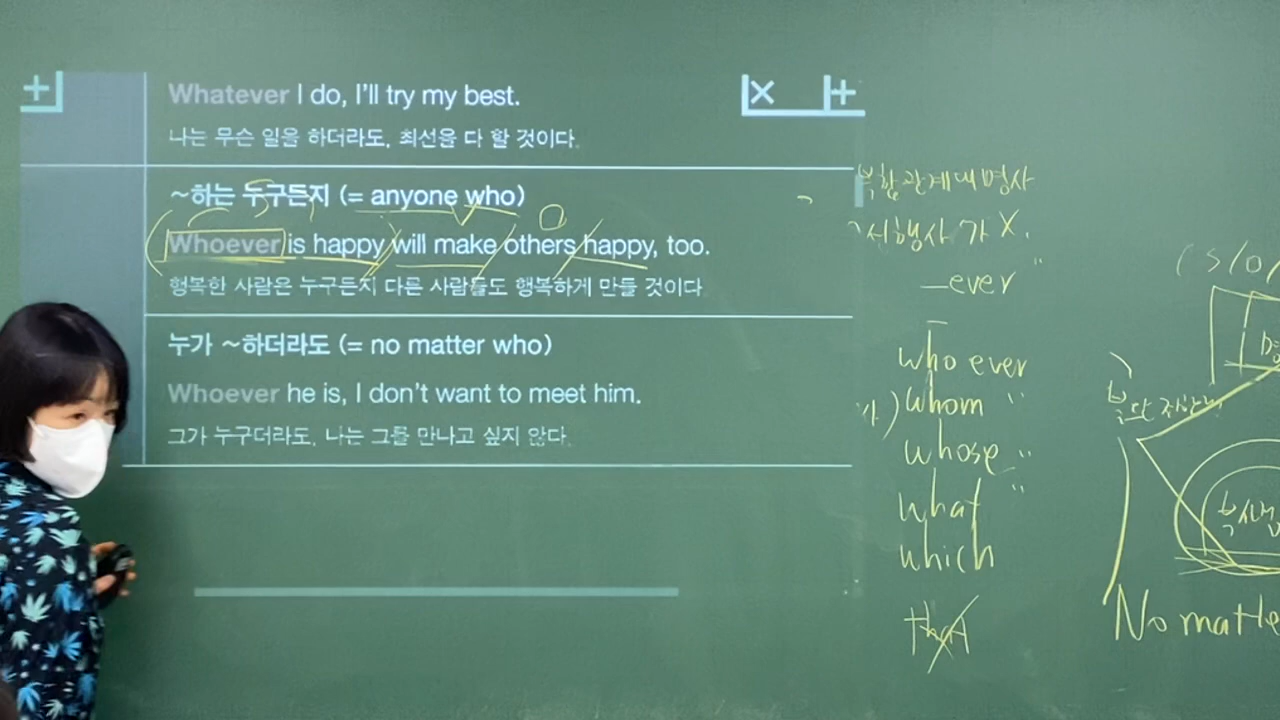 Whatever I do, I'll try my best.
나는 무슨 일을 하더라도, 최선을 다 할 것이다.
~하는 누구든지 (= anyone who)
Whoever is happy will make others happy, too.
행복한 사람은 누구든지 다른 사람들도 행복하게 만들 것이다
누가 ~하더라도 (= no matter who)
Whoever he is, I don't want to meet him.
그가 누구더라도, 나는 그를 만나고 싶지 않다.
O
복합관계대명사
선행사가 X.
—ever "
who ever
whom "
whose "
what "
which
that
(S/O/
No matte